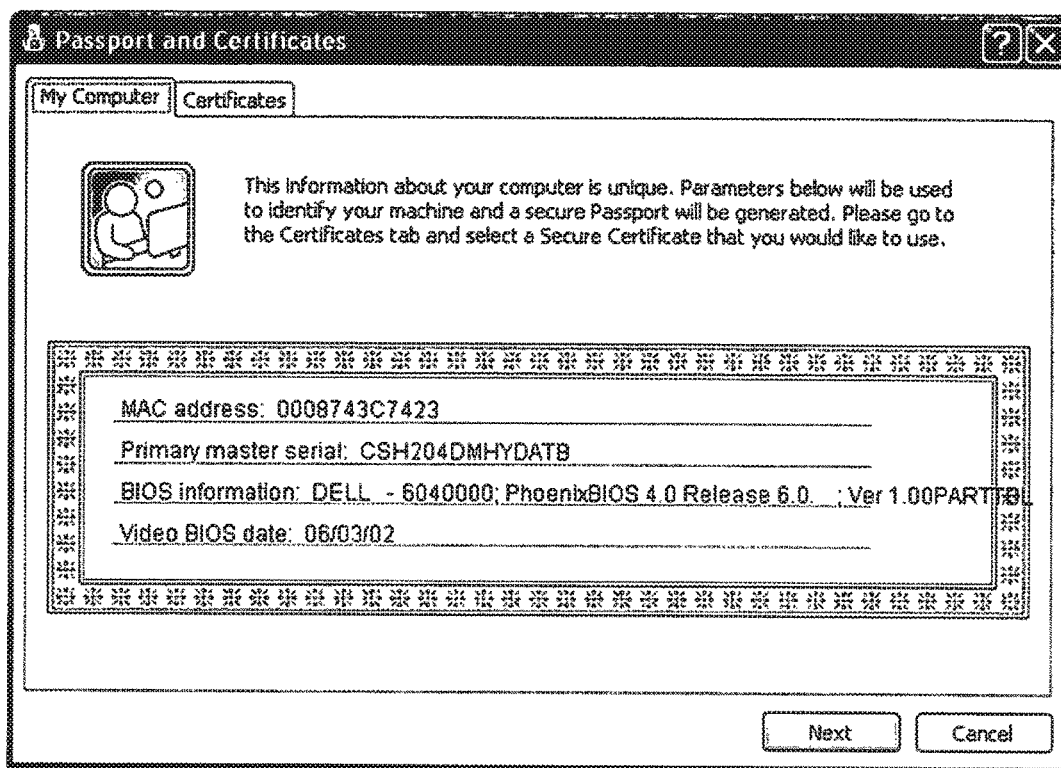 Passport and Certificates
My Computer
Certificates
This information about your computer is unique. Parameters below will be used
to identify your machine and a secure Passport will be generated. Please go to
the Certificates tab and select a Secure Certificate that you would like to use.
MAC address: 0008743C7423
Primary master serial: CSH204DMHYDATB
BIOS information: DELL - 6040000; PhoenixBIOS 4.0 Release 6.0. ; Ver 1.00PARTTBL
Video BIOS date: 06/03/02
Next
Cancel